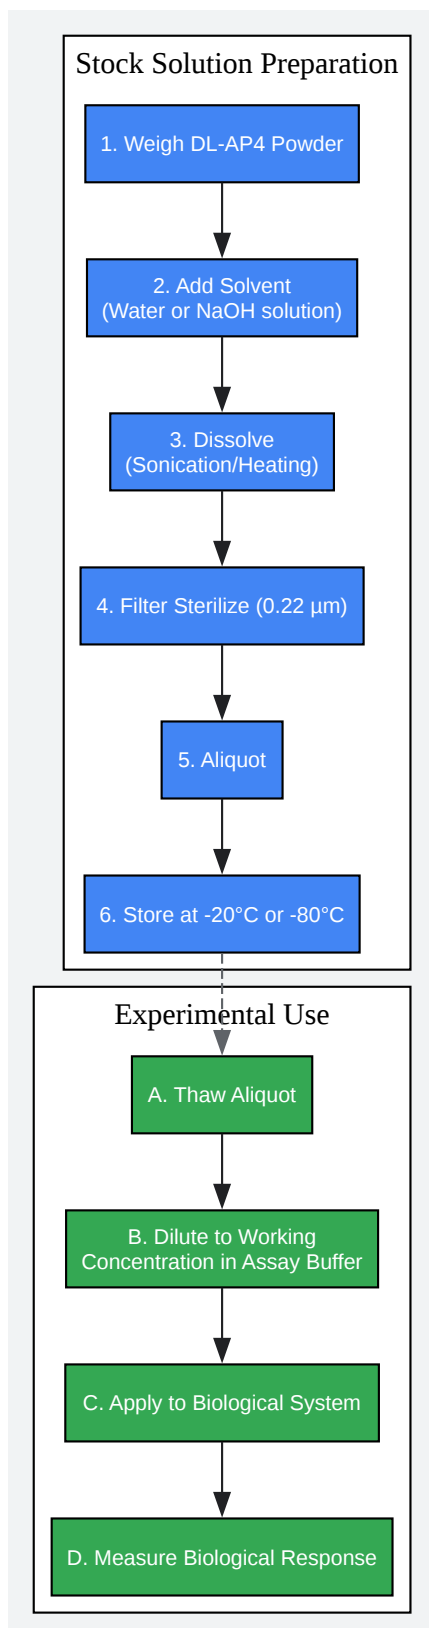 Stock Solution Preparation
1. Weigh DL-AP4 Powder
2. Add Solvent
(Water or NaOH solution)
3. Dissolve
(Sonication/Heating)
4. Filter Sterilize (0.22 µm)
5. Aliquot
6. Store at -20°C or -80°C
Experimental Use
A. Thaw Aliquot
B. Dilute to Working
Concentration in Assay Buffer
C. Apply to Biological System
D. Measure Biological Response